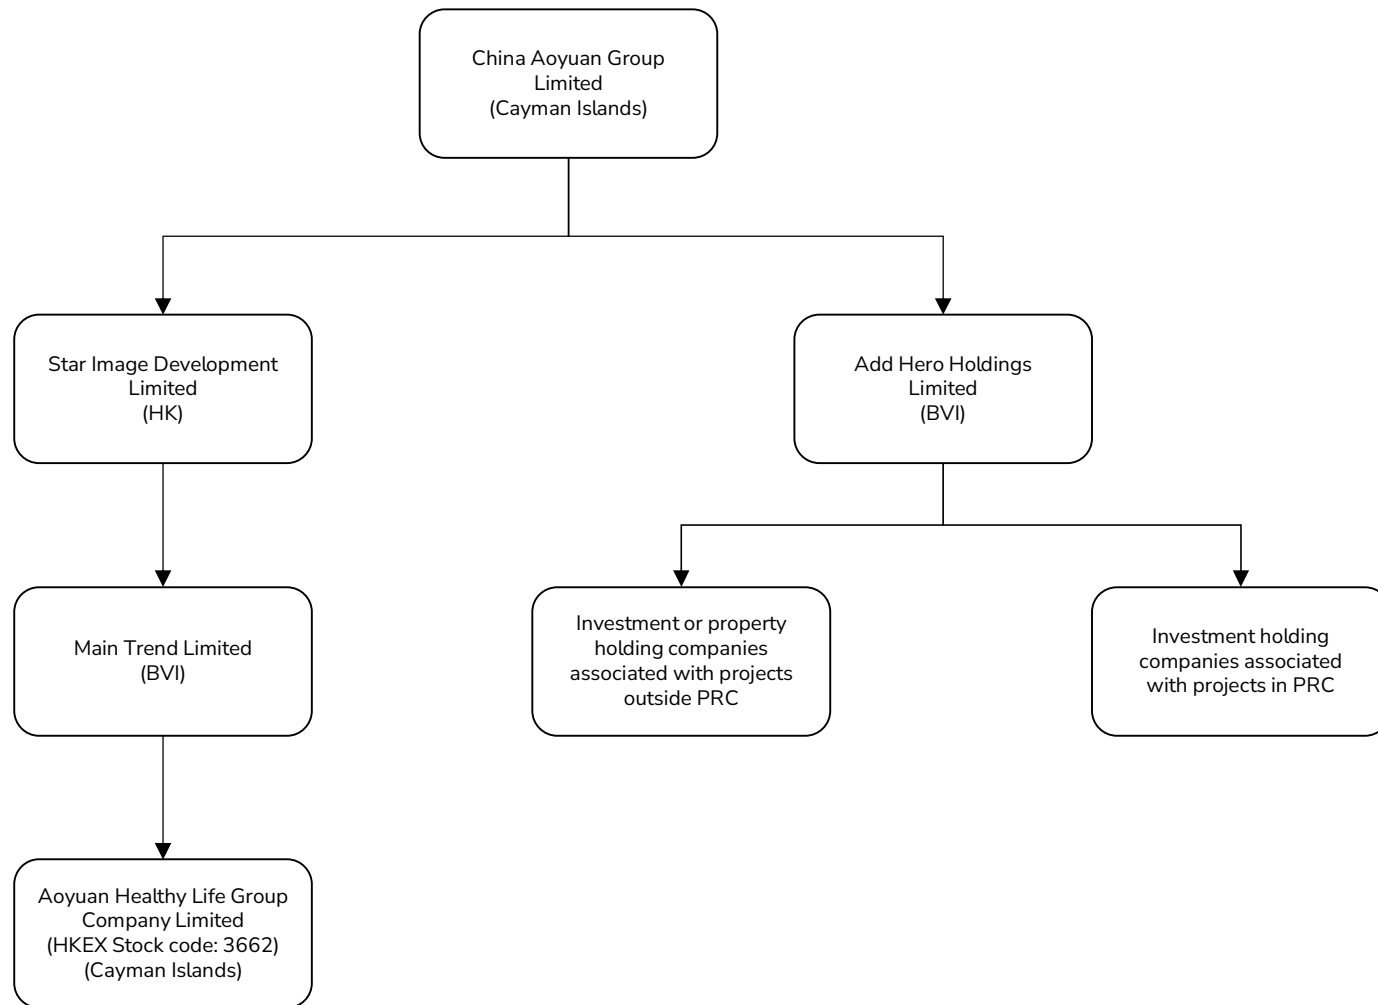 China Aoyuan Group
Limited
(Cayman Islands)
Star Image Development
Limited
(HK)
Add Hero Holdings
Limited
(BVI)
Main Trend Limited
(BVI)
Investment or property
holding companies
associated with projects
outside PRC
Investment holding
companies associated
with projects in PRC
Aoyuan Healthy Life Group
Company Limited
(HKEX Stock code: 3662)
(Cayman Islands)